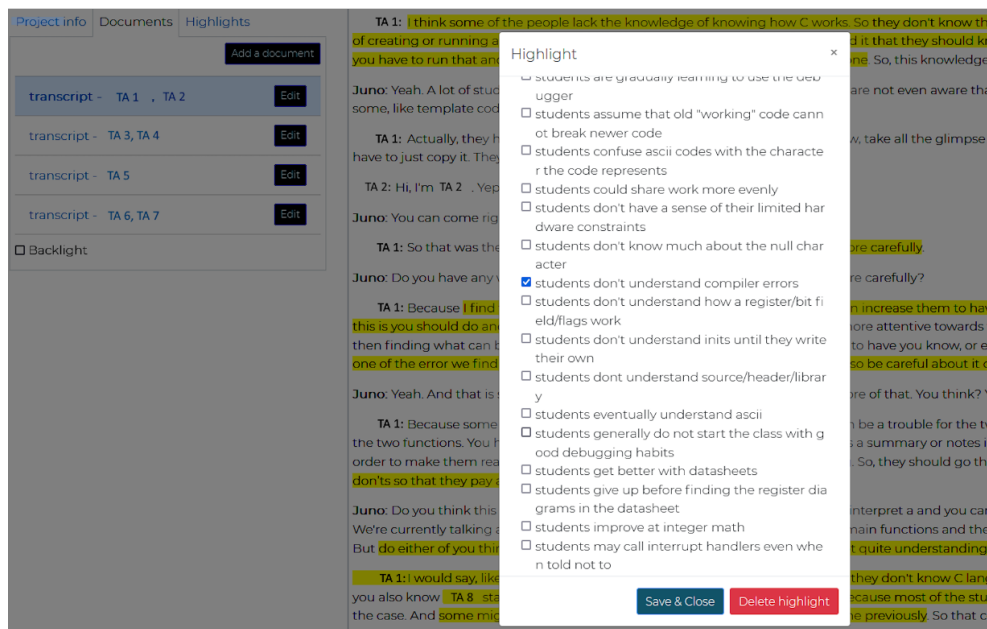 Project info Documents Highlights
Add a document
transcript - TA 1 , TA 2 Edit
transcript - TA 3, TA 4 Edit
transcript - TA 5 Edit
transcript - TA 6, TA 7 Edit
Backlight
TA 1: I think some of the people lack the knowledge of knowing how C works. So they don't know th
of creating or running a d it that they should kr
you have to run that and one. So, this knowledge
Juno: Yeah. A lot of stud are not even aware tha
some, like template cod
TA 1: Actually, they h w, take all the glimpse
have to just copy it. They
TA 2: Hi, I'm TA 2 . Yep
Juno: You can come rig
TA 1: So that was the ore carefully.
Juno: Do you have any v re carefully?
TA 1: Because I find n increase them to hav
this is you should do and ore attentive towards
then finding what can b to have you know, or e
one of the error we find so be careful about it c
Juno: Yeah. And that is s ore of that. You think?
TA 1: Because some n be a trouble for the tw
the two functions. You h s a summary or notes i
order to make them rea . So, they should go th
don'ts so that they pay a
Juno: Do you think this interpret a and you car
We're currently talking a main functions and the
But do either of you thin t quite understanding
TA 1: I would say, like they don't know C lang
you also know TA 8 sta ecause most of the stu
the case. And some mig he previously. So that c
Highlight ×
students are gradually learning to use the deb
ugger
students assume that old "working" code cann
ot break newer code
students confuse ascii codes with the characte
r the code represents
students could share work more evenly
students don't have a sense of their limited har
dware constraints
students don't know much about the null char
acter
students don't understand compiler errors
students don't understand how a register/bit fi
eld/flags work
students don't understand inits until they write
their own
students dont understand source/header/librar
y
students eventually understand ascii
students generally do not start the class with g
ood debugging habits
students get better with datasheets
students give up before finding the register dia
grams in the datasheet
students improve at integer math
students may call interrupt handlers even whe
n told not to
Save & Close Delete highlight